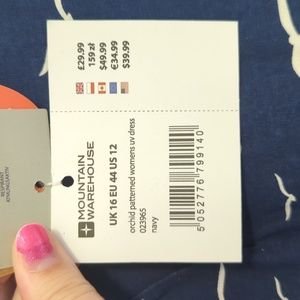 £29.99
159 zł
$49.99
€34.99
$39.99
MOUNTAIN
WAREHOUSE
UK 16 EU 44 US 12
orchid patterned womens uv dress
023965
navy
5 052776 799140